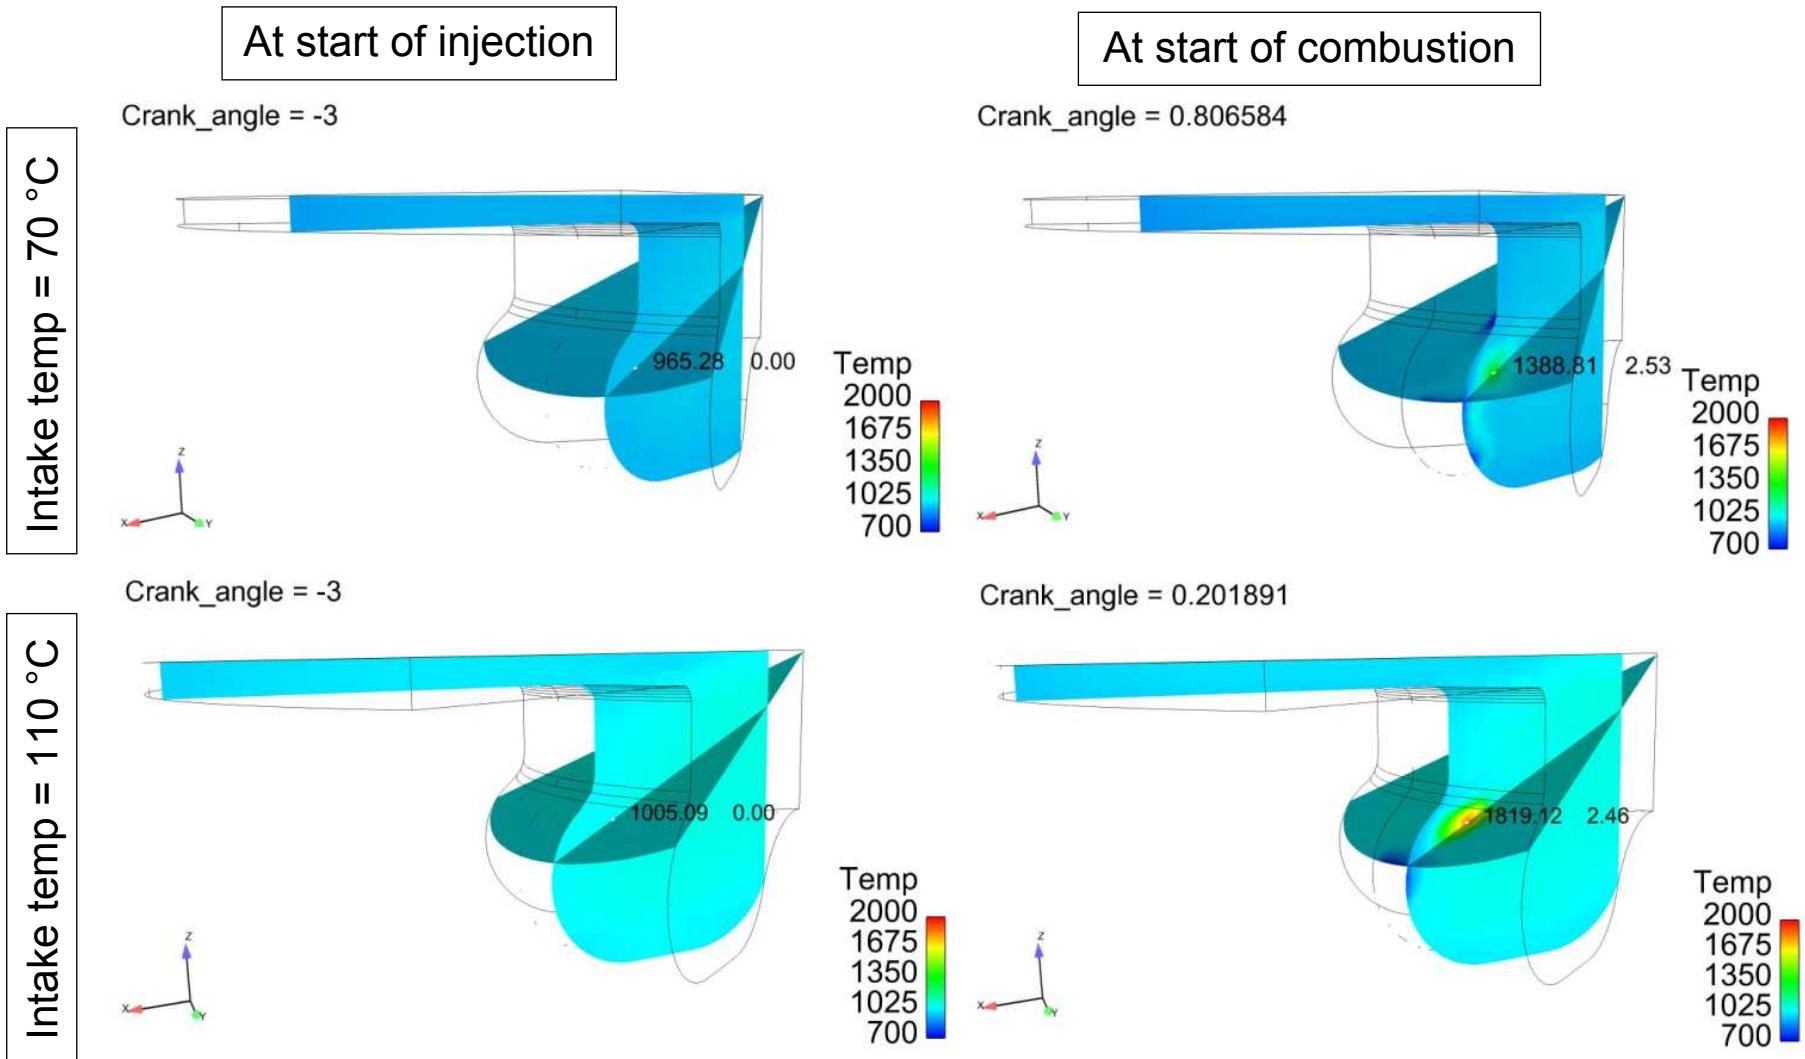 At start of injection
At start of combustion
Intake temp = 70 °C
Crank_angle = -3
965.28 0.00
Temp
2000
1675
1350
1025
700
Z
X
Y
Crank_angle = 0.806584
1388.81 2.53
Temp
2000
1675
1350
1025
700
Z
X
Y
Intake temp = 110 °C
Crank_angle = -3
1005.09 0.00
Temp
2000
1675
1350
1025
700
Z
X
Y
Crank_angle = 0.201891
1819.12 2.46
Temp
2000
1675
1350
1025
700
Z
X
Y